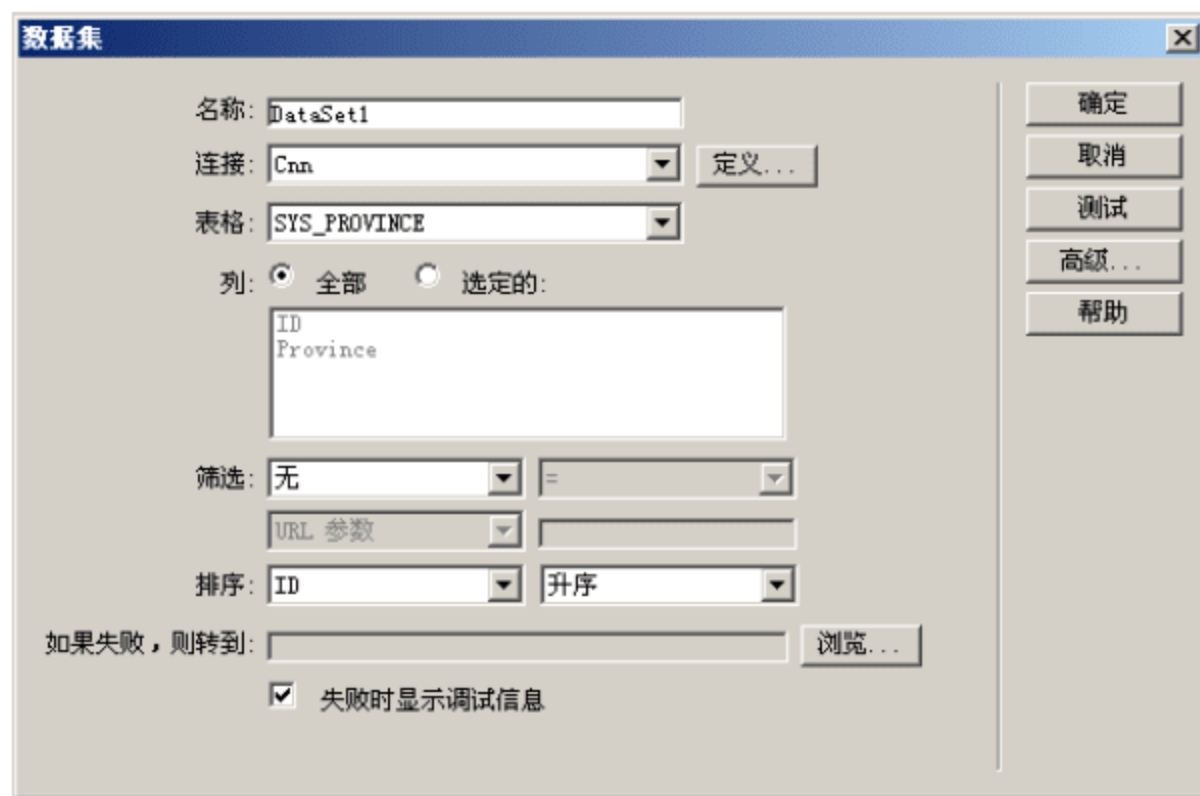 数据集
名称: DataSet1
连接: Cnn 定义...
表格: SYS_PROVINCE
列: 全部 选定的:
ID
Province
筛选: 无 =
URL 参数
排序: ID 升序
如果失败，则转到: 浏览...
失败时显示调试信息
确定
取消
测试
高级...
帮助